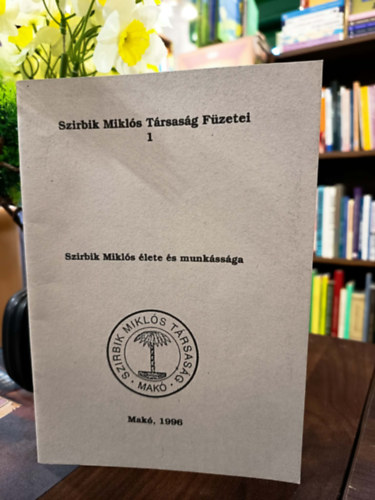 Szirbik Miklós Társaság Füzetei
1
Szirbik Miklós élete és munkássága
SZIRBIK MIKLÓS TÁRSASÁG
· MAKÓ ·
Makó, 1996